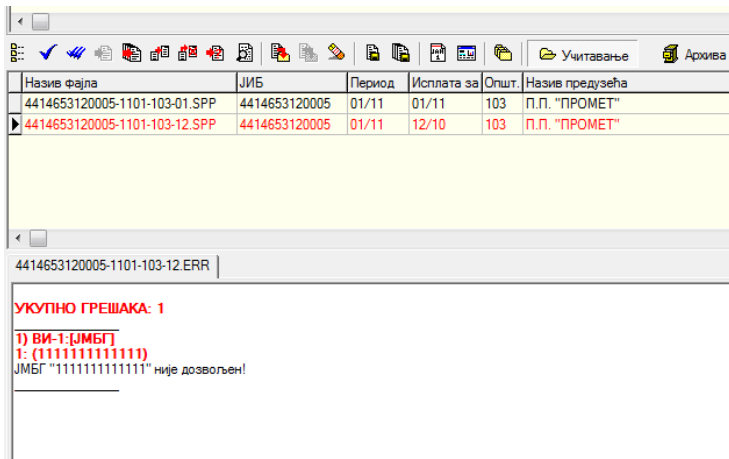 Учитавање Архива
Назив фајла ЈИБ Период Исплата за Општ. Назив предузећа
4414653120005-1101-103-01.SPP 4414653120005 01/11 01/11 103 П.П. "ПРОМЕТ"
4414653120005-1101-103-12.SPP 4414653120005 01/11 12/10 103 П.П. "ПРОМЕТ"
4414653120005-1101-103-12.ERR
УКУПНО ГРЕШАКА: 1
1) ВИ-1:[ЈМБГ]
1: (1111111111111)
ЈМБГ "1111111111111" није дозвољен!